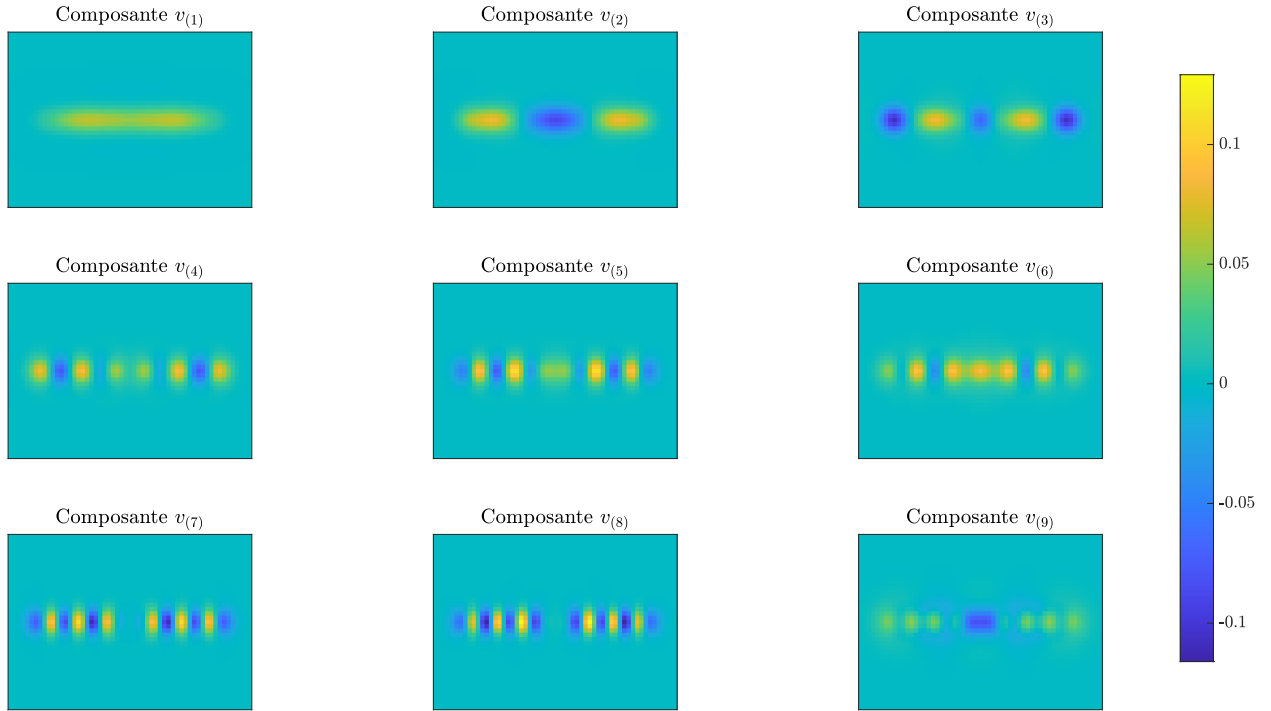 Composante v(1)
Composante v(2)
Composante v(3)
0.1
0.05
0
-0.05
-0.1
Composante v(4)
Composante v(5)
Composante v(6)
Composante v(7)
Composante v(8)
Composante v(9)